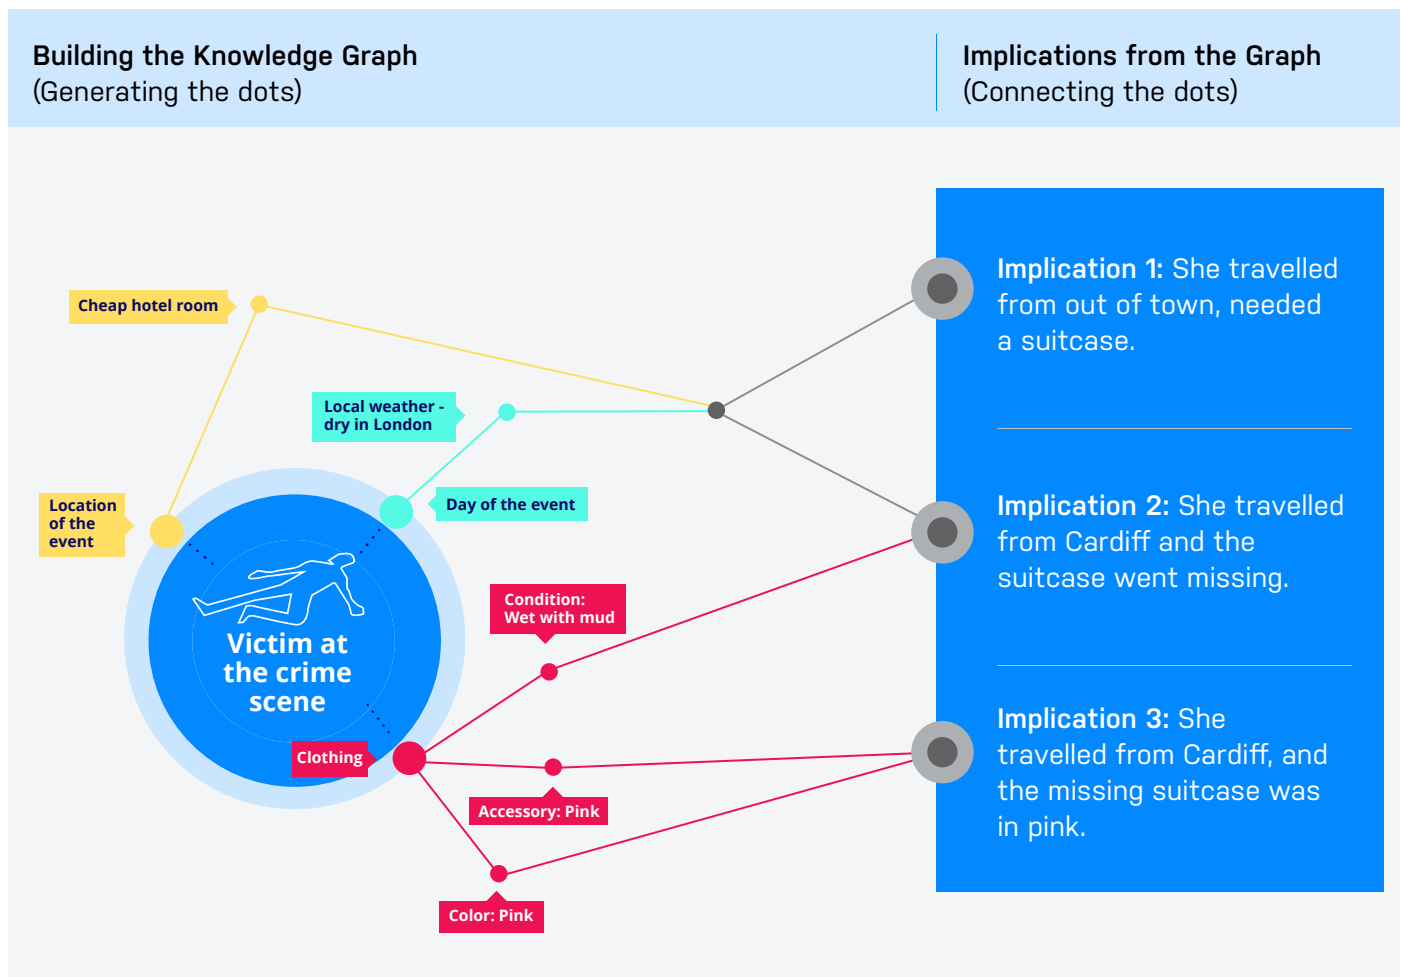 Building the Knowledge Graph
(Generating the dots)
Implications from the Graph
(Connecting the dots)
Cheap hotel room
Local weather -
dry in London
Location
of the
event
Day of the event
Victim at
the crime
scene
Condition:
Wet with mud
Clothing
Accessory: Pink
Color: Pink
Implication 1: She travelled
from out of town, needed
a suitcase.
Implication 2: She travelled
from Cardiff and the
suitcase went missing.
Implication 3: She
travelled from Cardiff, and
the missing suitcase was
in pink.